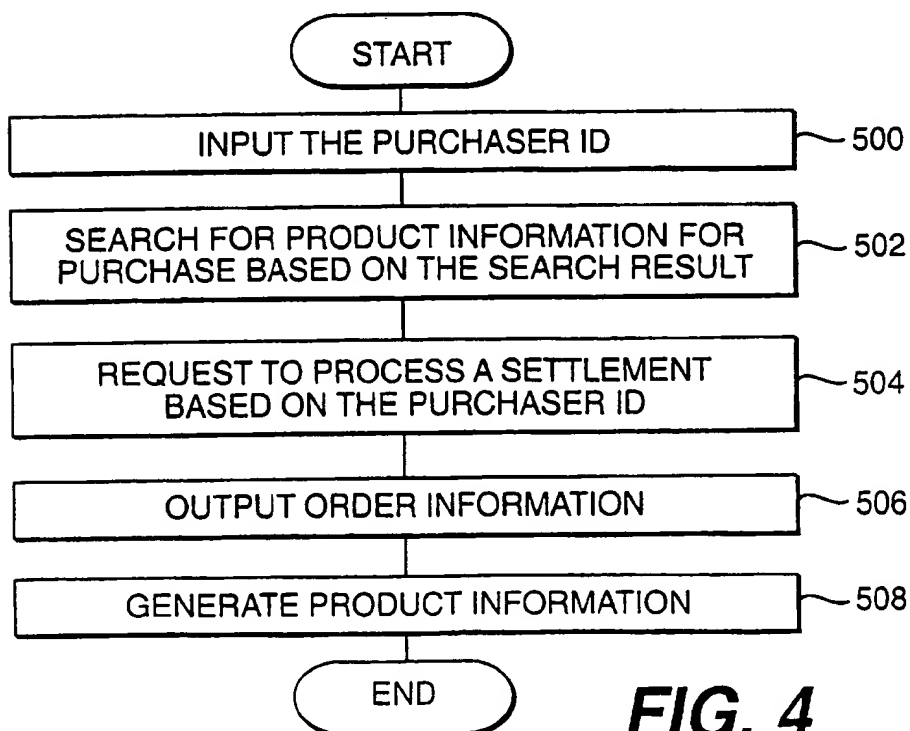 START
INPUT THE PURCHASER ID
500
SEARCH FOR PRODUCT INFORMATION FOR
PURCHASE BASED ON THE SEARCH RESULT
502
REQUEST TO PROCESS A SETTLEMENT
BASED ON THE PURCHASER ID
504
OUTPUT ORDER INFORMATION
506
GENERATE PRODUCT INFORMATION
508
END
FIG. 4